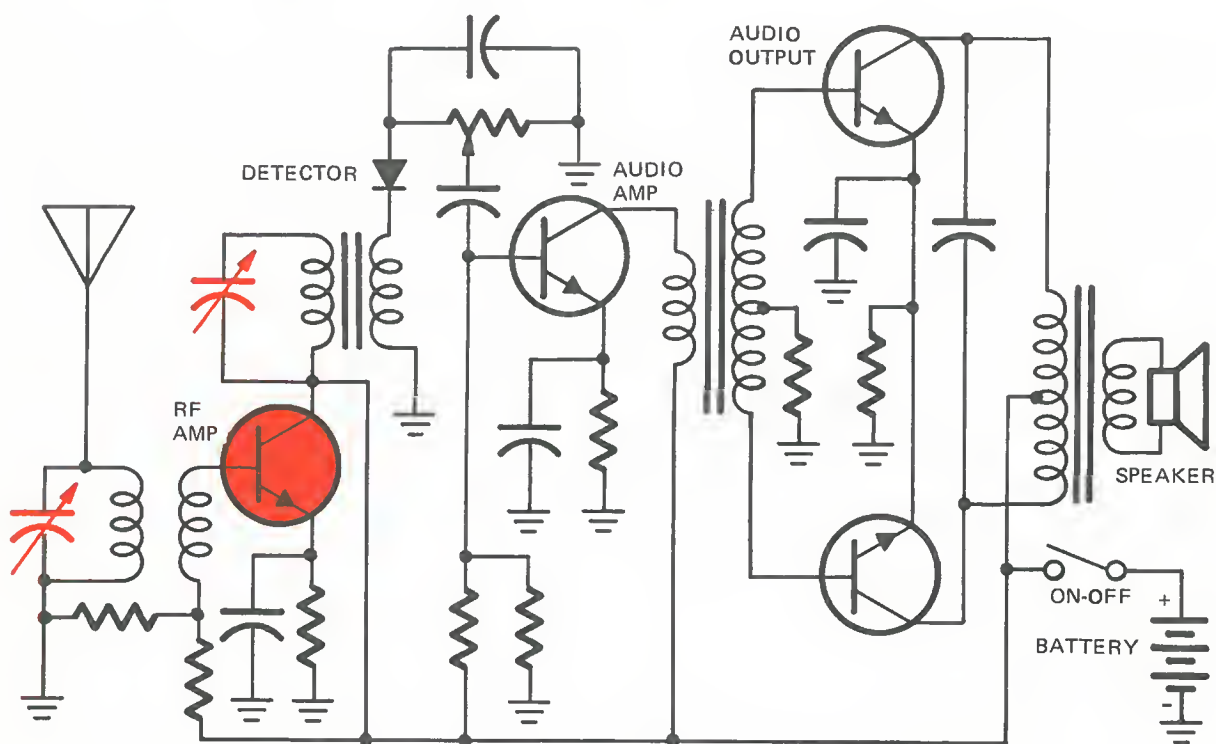 AUDIO
OUTPUT
DETECTOR
AUDIO
AMP
RF
AMP
SPEAKER
ON-OFF
+
BATTERY
-